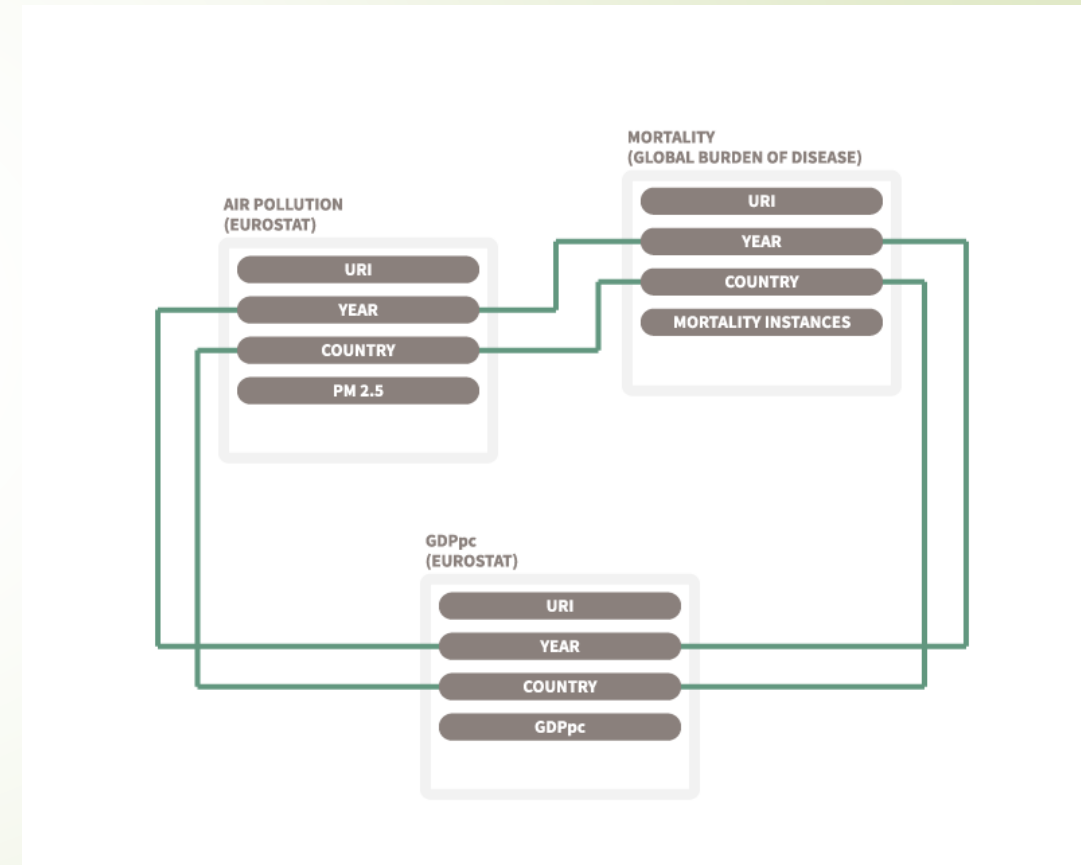 MORTALITY
(GLOBAL BURDEN OF DISEASE)
URI
YEAR
COUNTRY
MORTALITY INSTANCES
AIR POLLUTION
(EUROSTAT)
URI
YEAR
COUNTRY
PM 2.5
GDPpc
(EUROSTAT)
URI
YEAR
COUNTRY
GDPpc